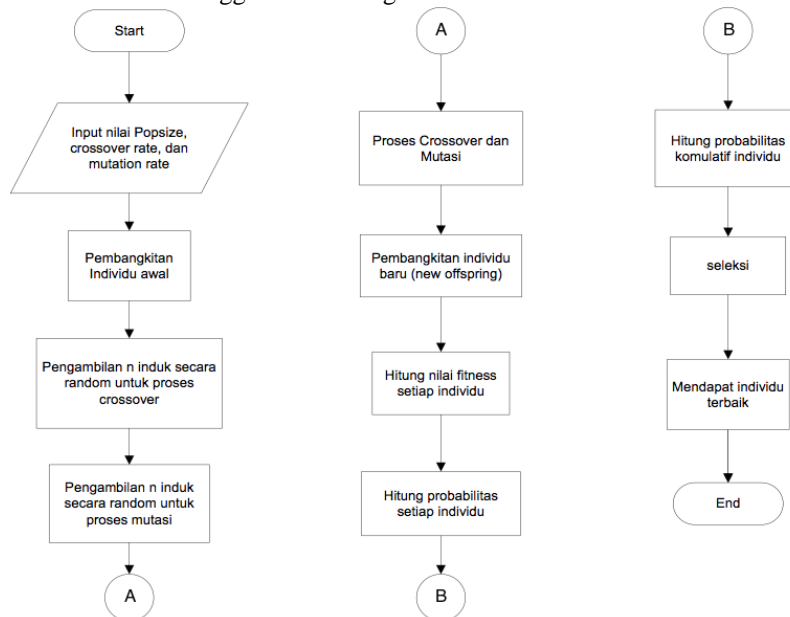 Start
Input nilai Popsize,
crossover rate, dan
mutation rate
Pembangkitan
Individu awal
Pengambilan n induk secara
random untuk proses
crossover
Pengambilan n induk
secara random untuk
proses mutasi
A
A
Proses Crossover dan
Mutasi
Pembangkitan individu
baru (new offspring)
Hitung nilai fitness
setiap individu
Hitung probabilitas
setiap individu
B
B
Hitung probabilitas
komulatif individu
seleksi
Mendapat individu
terbaik
End